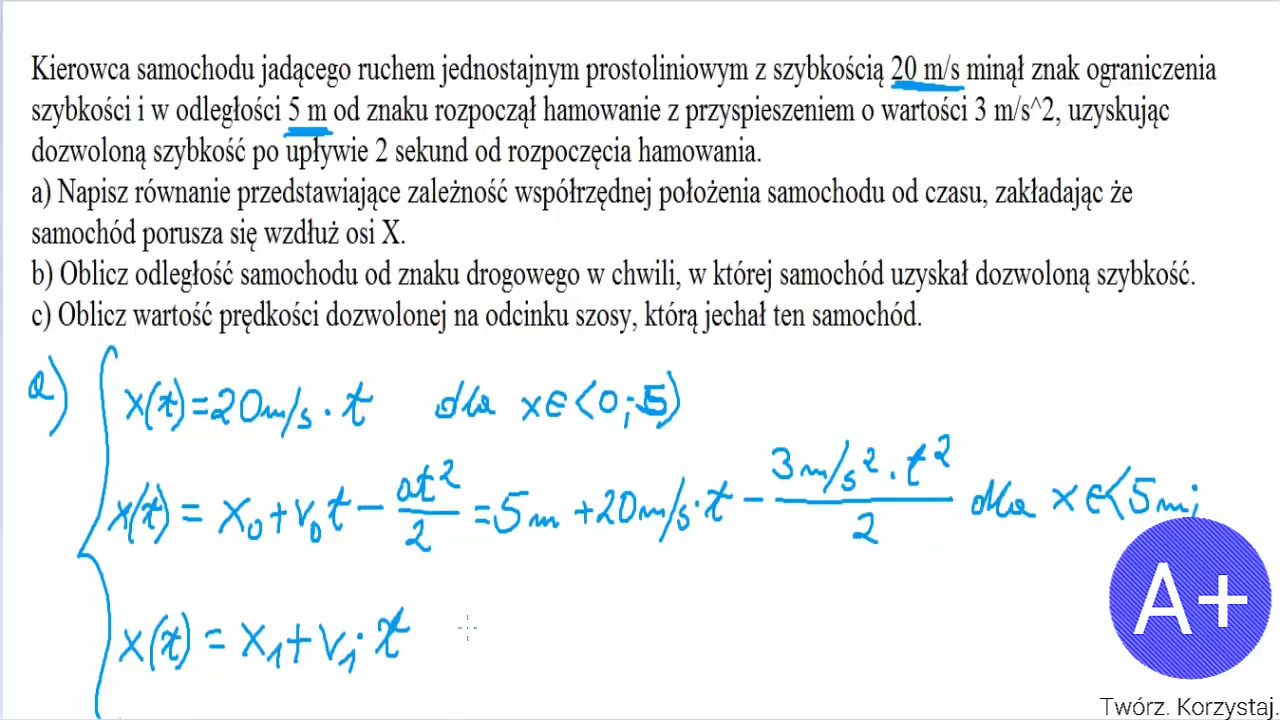 Kierowca samochodu jadącego ruchem jednostajnym prostoliniowym z szybkością 20 m/s minął znak ograniczenia
szybkości i w odległości 5 m od znaku rozpoczął hamowanie z przyspieszeniem o wartości 3 m/s^2, uzyskując
dozwoloną szybkość po upływie 2 sekund od rozpoczęcia hamowania.
a) Napisz równanie przedstawiające zależność współrzędnej położenia samochodu od czasu, zakładając że
samochód porusza się wzdłuż osi X.
b) Oblicz odległość samochodu od znaku drogowego w chwili, w której samochód uzyskał dozwoloną szybkość.
c) Oblicz wartość prędkości dozwolonej na odcinku szosy, którą jechał ten samochód.
a) x(t) = 20 m/s · t dla x∈<0; 5)
x(t) = x₀ + v₀t - at²/2 = 5m + 20 m/s · t - 3 m/s² · t²/2 dla x∈<5m;
x(t) = x₁ + v₁ · t
A+
Twórz. Korzystaj.